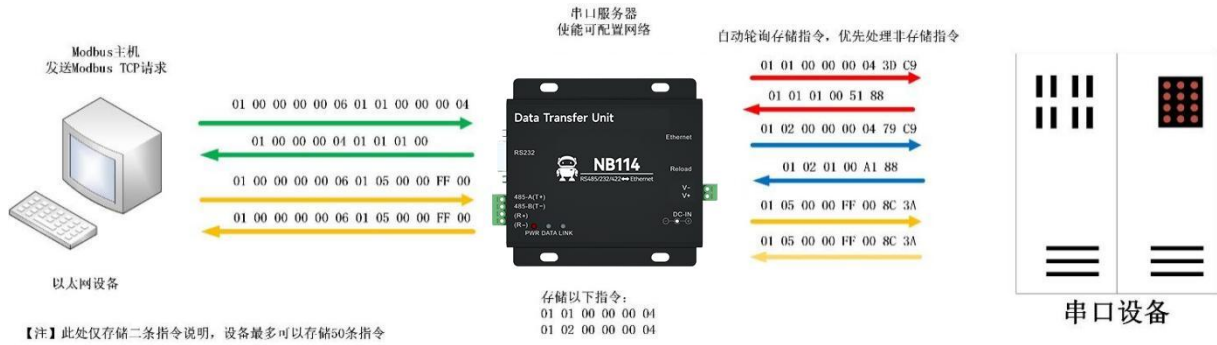 串口服务器
使能可配置网络
Modbus主机
发送Modbus TCP请求
自动轮询存储指令，优先处理非存储指令
01 00 00 00 00 06 01 01 00 00 00 04
01 00 00 00 04 01 01 01 00
01 00 00 00 00 06 01 05 00 00 FF 00
01 00 00 00 00 06 01 05 00 00 FF 00
Data Transfer Unit
Ethernet
RS232
NB114
RS485/232/422⬌Ethernet
Reload
V-
V+
485-A(T+)
485-B(T-)
(R+)
(R-)
DC-IN
PWR DATA LINK
01 01 00 00 00 04 3D C9
01 01 01 00 51 88
01 02 00 00 00 04 79 C9
01 02 01 00 A1 88
01 05 00 00 FF 00 8C 3A
01 05 00 00 FF 00 8C 3A
以太网设备
串口设备
存储以下指令：
01 01 00 00 00 04
01 02 00 00 00 04
【注】此处仅存储二条指令说明，设备最多可以存储50条指令